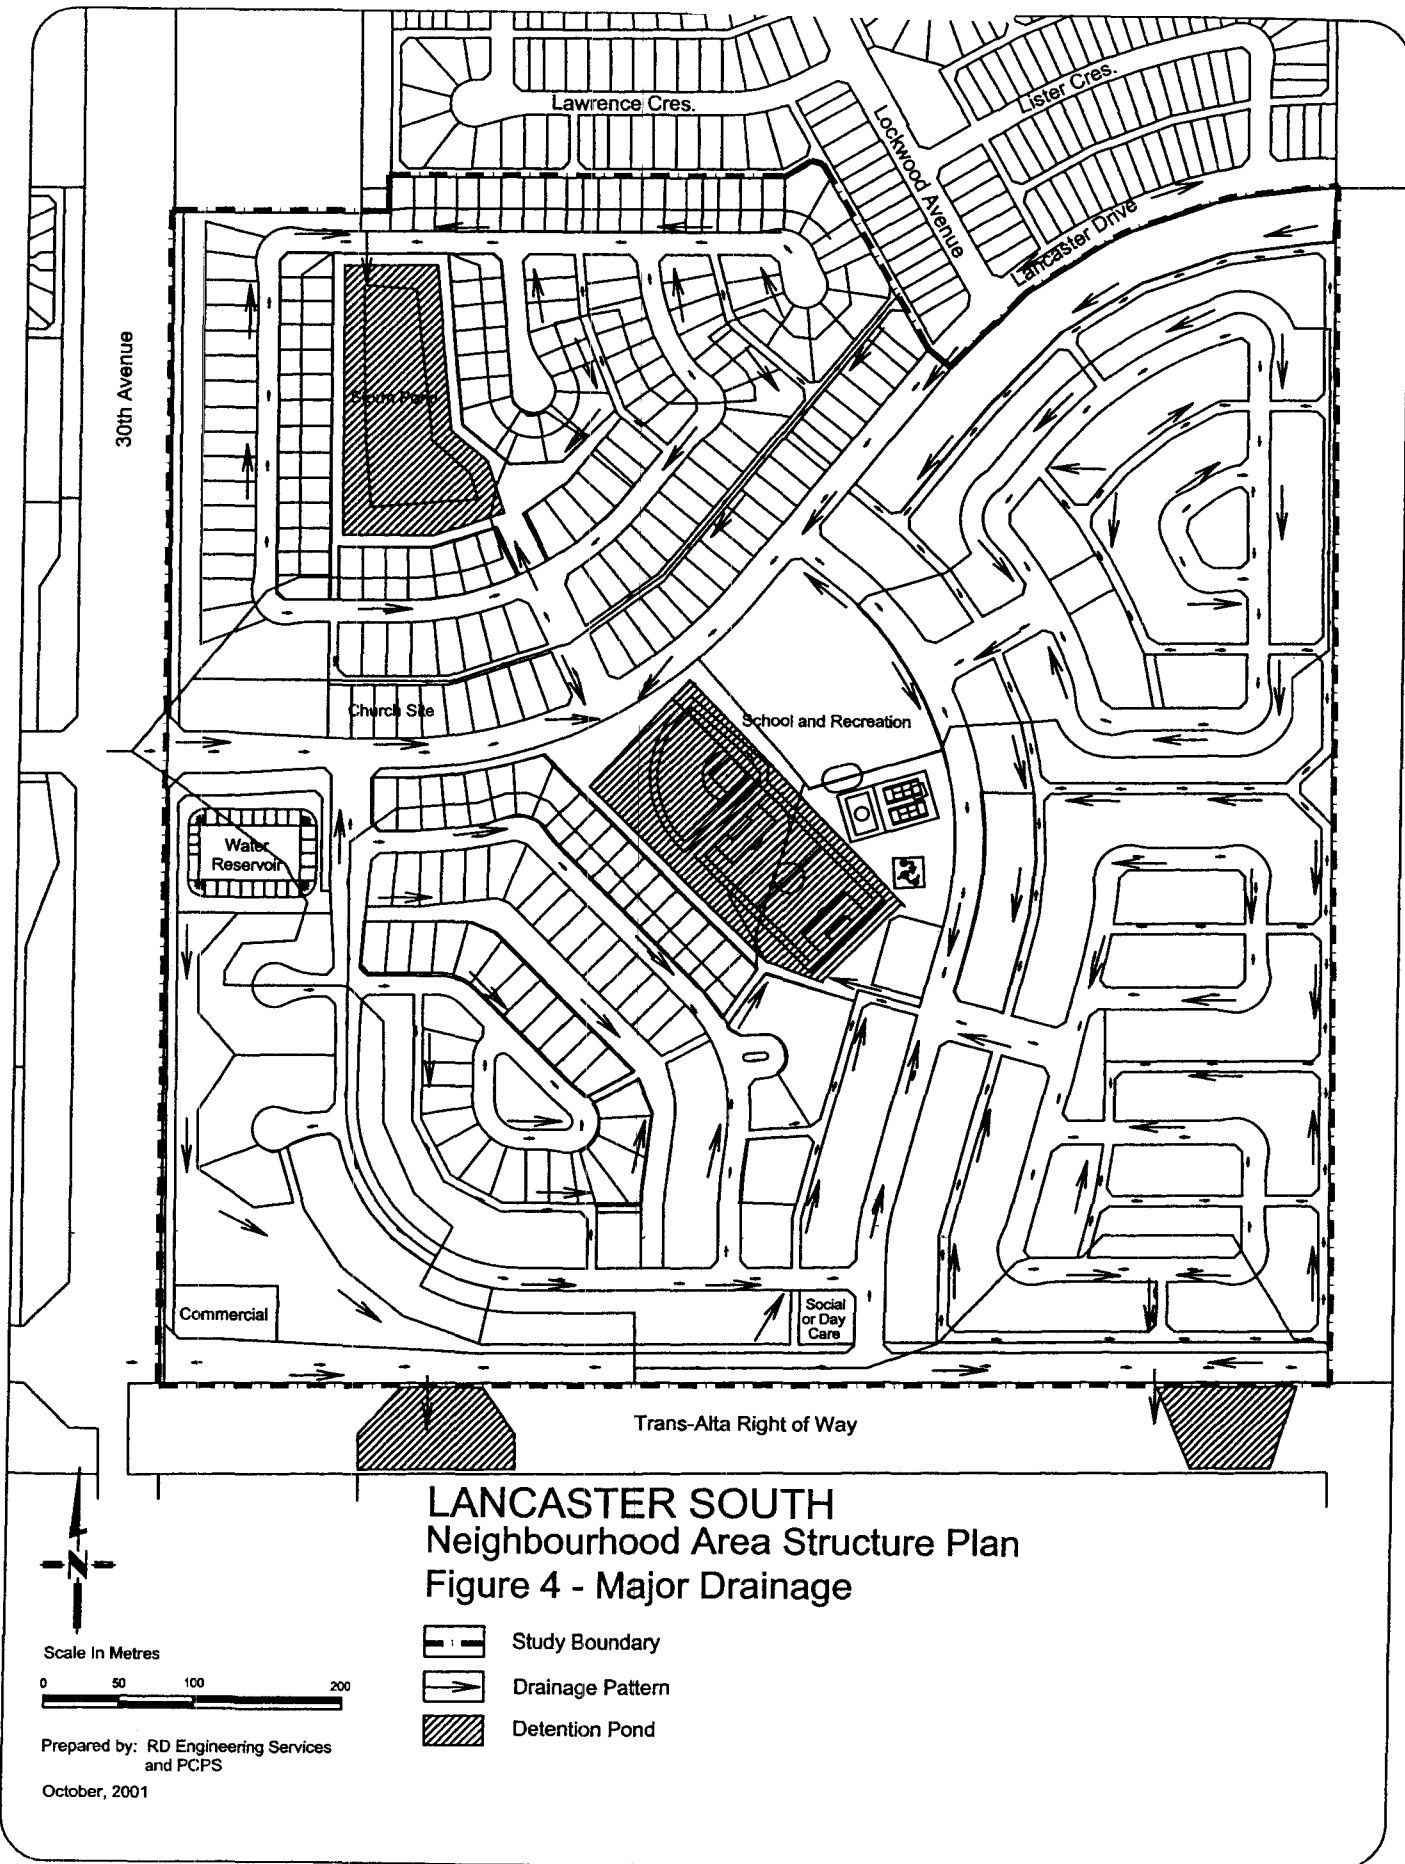 Lawrence Cres.
Lister Cres.
Lockwood Avenue
Lancaster Drive
30th Avenue
Storm Pond
Church Site
School and Recreation
Water
Reservoir
Commercial
Social
or Day
Care
Trans-Alta Right of Way
LANCASTER SOUTH
Neighbourhood Area Structure Plan
Figure 4 - Major Drainage
N
Study Boundary
Drainage Pattern
Detention Pond
Scale In Metres
0 50 100 200
Prepared by: RD Engineering Services
and PCPS
October, 2001